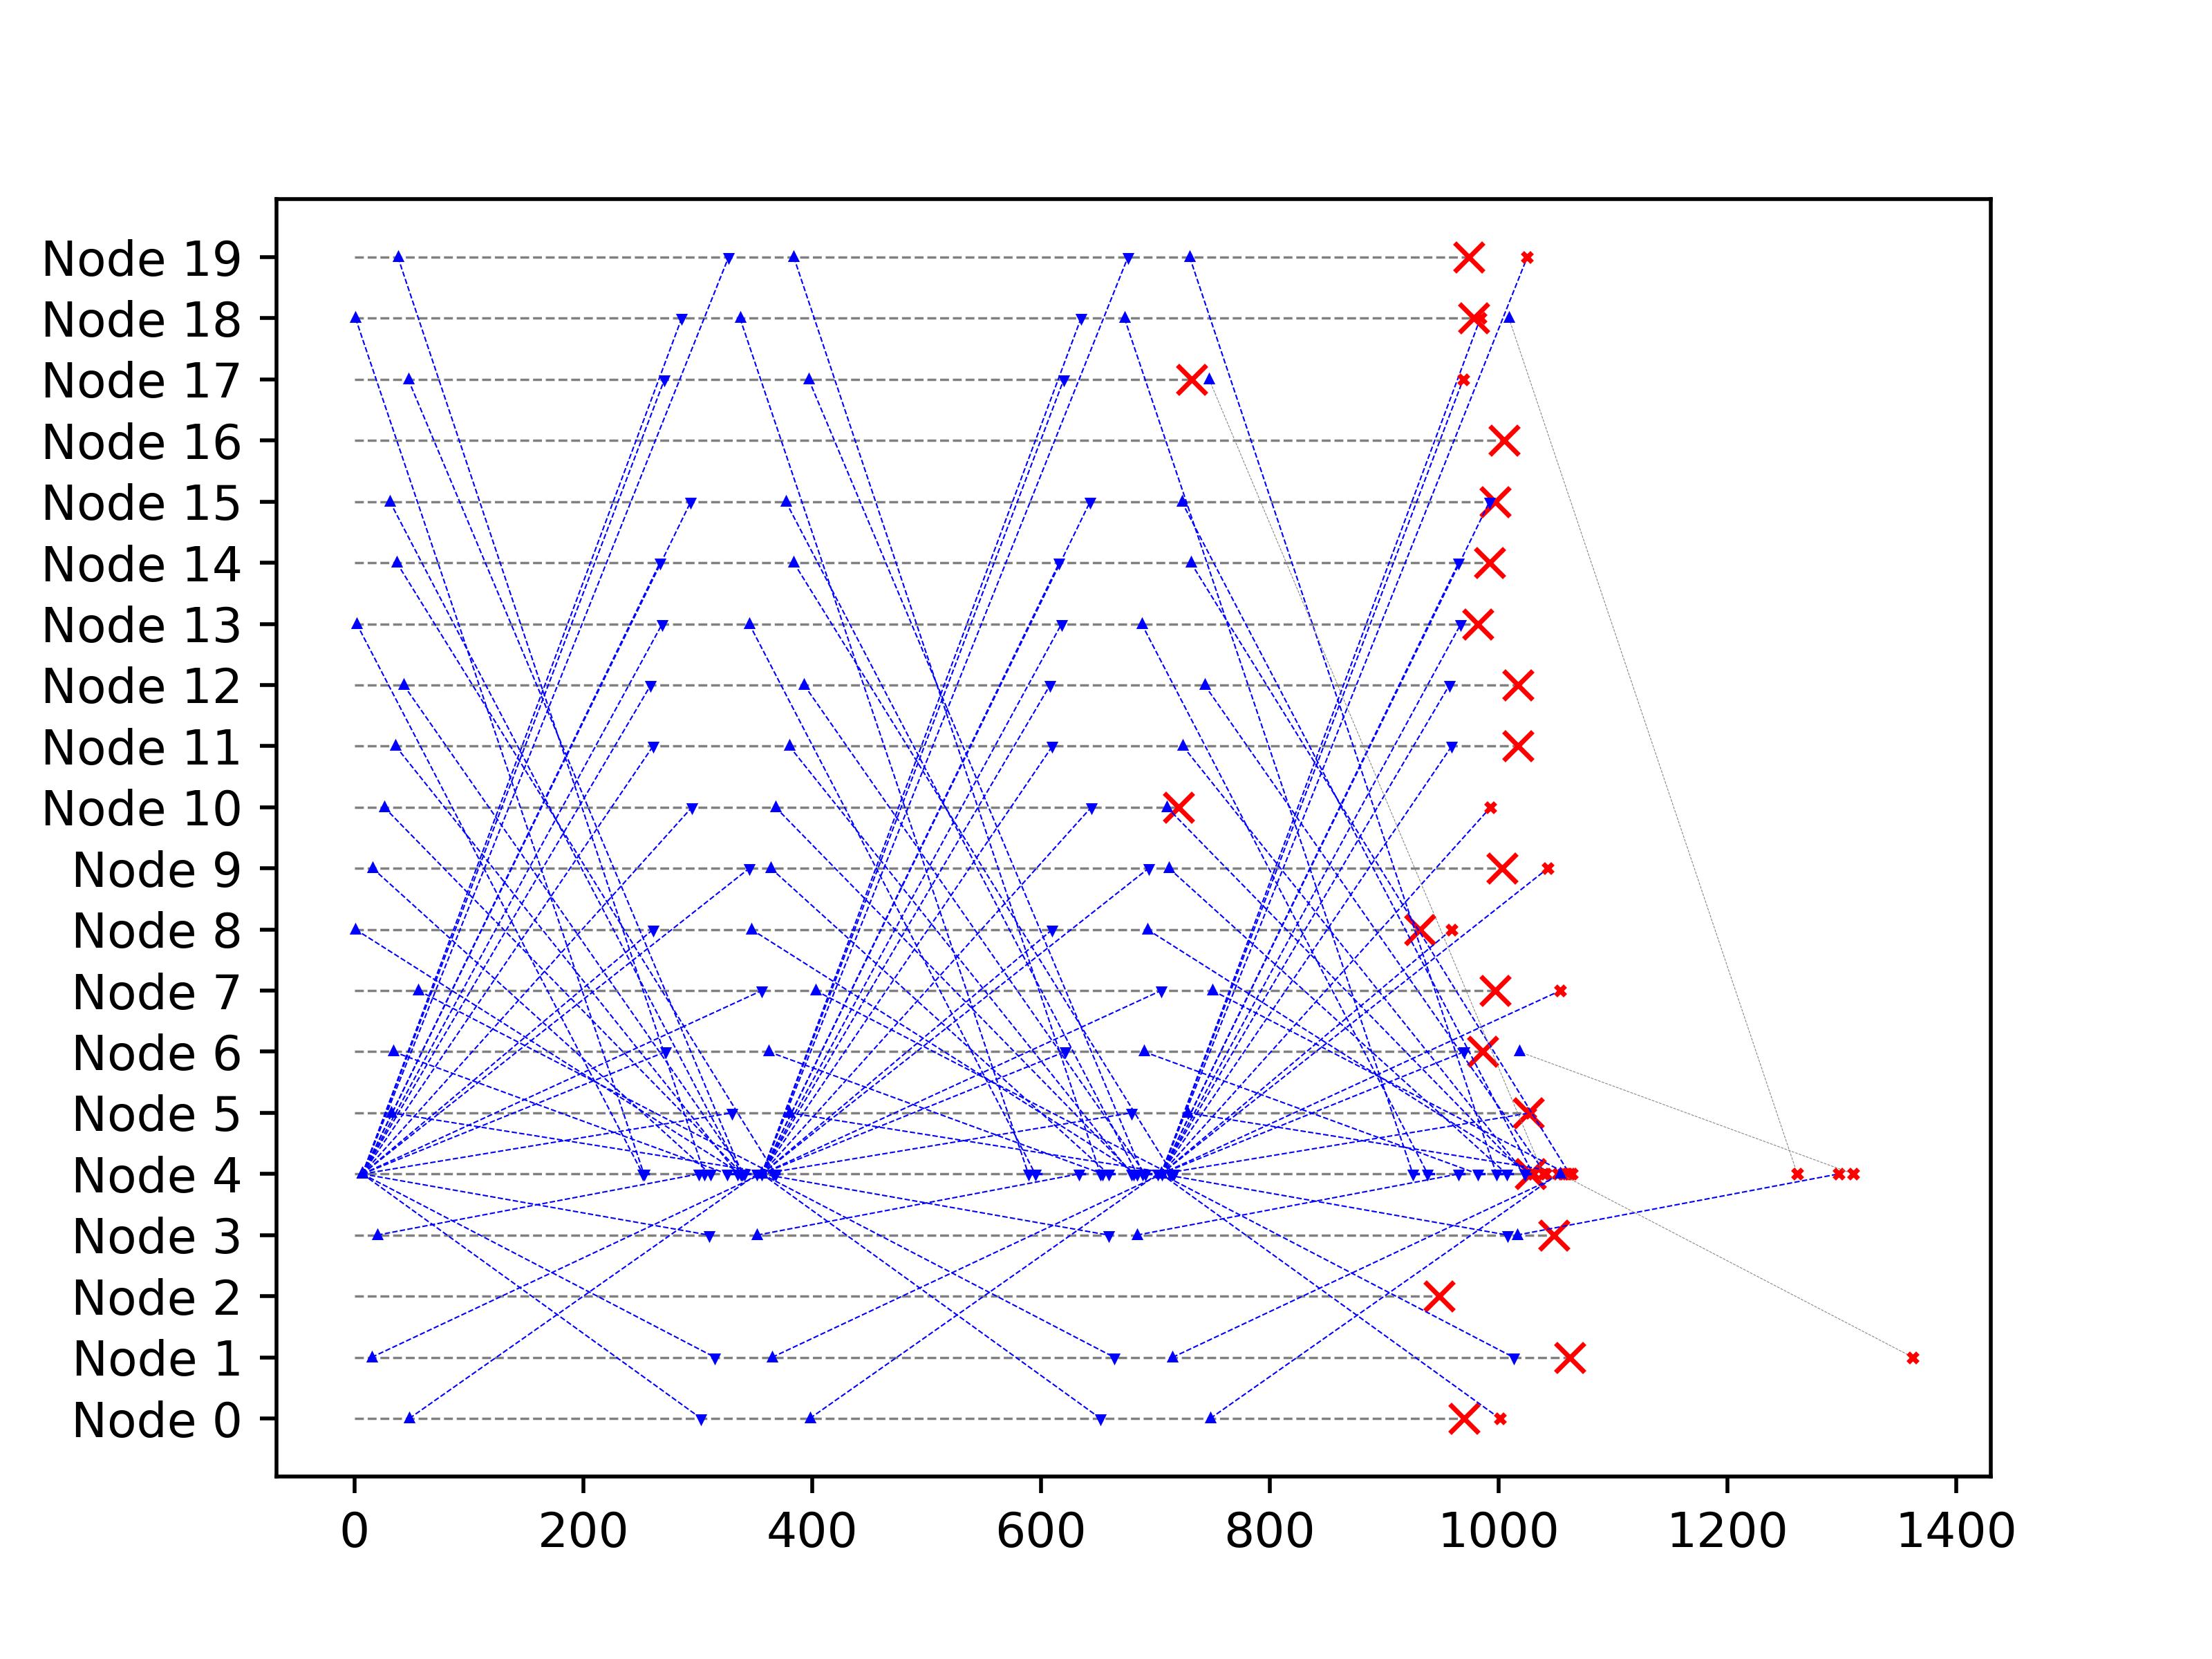 Node 19
Node 18
Node 17
Node 16
Node 15
Node 14
Node 13
Node 12
Node 11
Node 10
Node 9
Node 8
Node 7
Node 6
Node 5
Node 4
Node 3
Node 2
Node 1
Node 0
0 200 400 600 800 1000 1200 1400